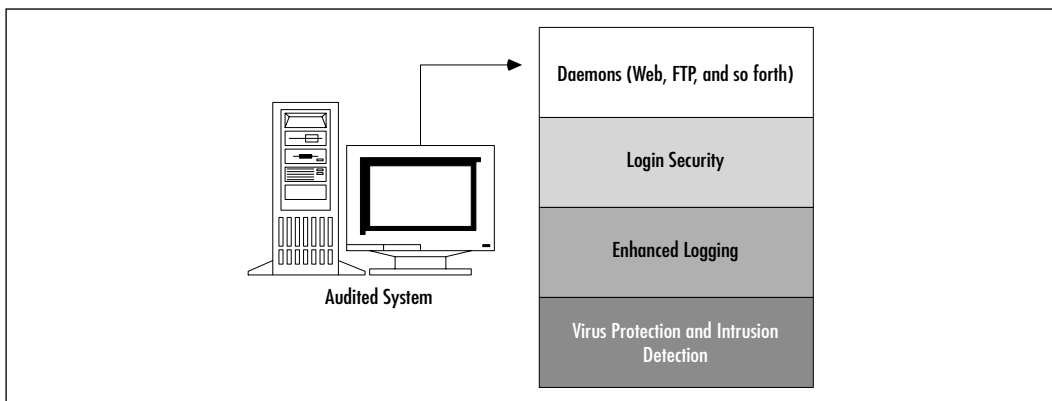 Daemons (Web, FTP, and so forth)
Login Security
Enhanced Logging
Virus Protection and Intrusion
Detection
Audited System